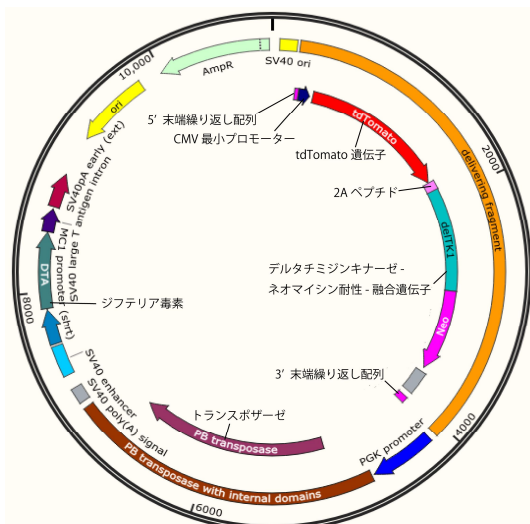 10,000
AmpR
SV40 ori
ori
5’ 末端繰り返し配列
CMV 最小プロモーター
tdTomato
tdTomato 遺伝子
2000
delivering fragment
2A ペプチド
delTK1
デルタチミジンキナーゼ -
ネオマイシン耐性 - 融合遺伝子
Neo
3’ 末端繰り返し配列
4000
PGK promoter
トランスポザーゼ
PB transposase
PB transposase with internal domains
6000
SV40 poly(A) signal
SV40 enhancer
8000
DTA
ジフテリア毒素
MC1 promoter (shrt)
SV40 large T antigen intron
SV40pA early (ext)